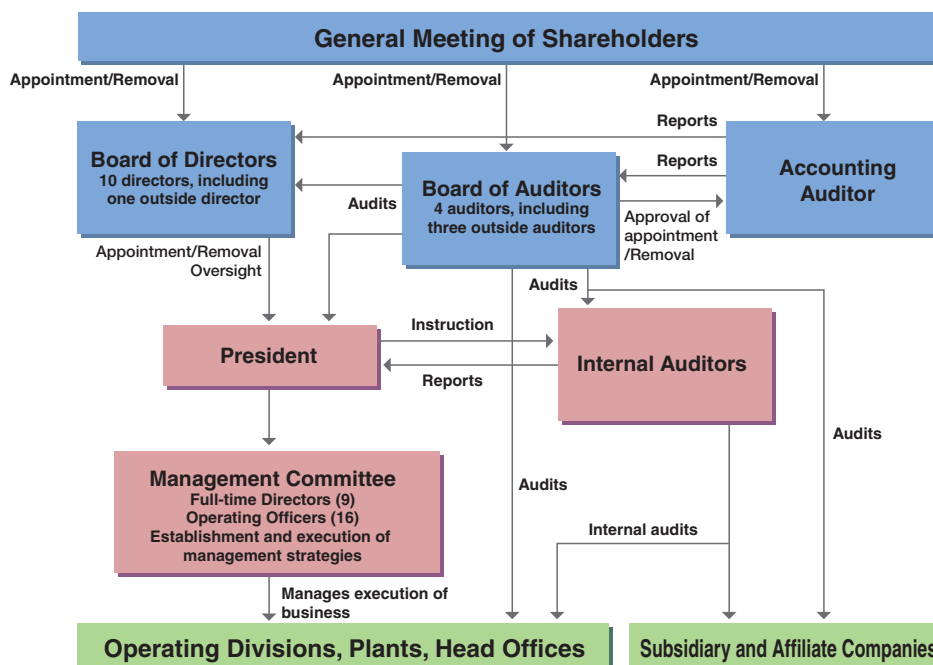 General Meeting of Shareholders
Appointment/Removal
Appointment/Removal
Appointment/Removal
Reports
Board of Directors
10 directors, including
one outside director
Audits
Board of Auditors
4 auditors, including
three outside auditors
Reports
Approval of
appointment
/Removal
Accounting
Auditor
Appointment/Removal
Oversight
Audits
President
Instruction
Reports
Internal Auditors
Audits
Management Committee
Full-time Directors (9)
Operating Officers (16)
Establishment and execution of
management strategies
Audits
Internal audits
Manages execution of
business
Operating Divisions, Plants, Head Offices
Subsidiary and Affiliate Companies